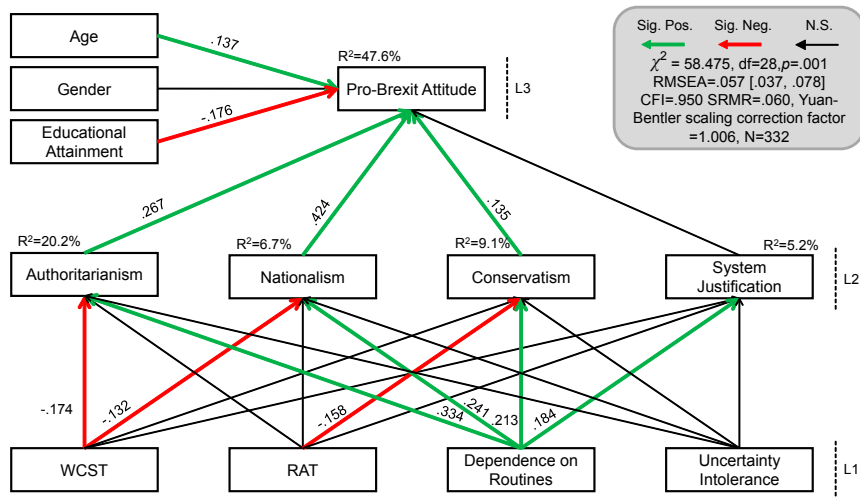 Age
Gender
Educational
Attainment
.137
-.176
R²=47.6%
Pro-Brexit Attitude
L3
Sig. Pos. Sig. Neg. N.S.
χ² = 58.475, df=28,p=.001
RMSEA=.057 [.037, .078]
CFI=.950 SRMR=.060, Yuan-
Bentler scaling correction factor
=1.006, N=332
.267
.424
.135
R²=20.2%
Authoritarianism
R²=6.7%
Nationalism
R²=9.1%
Conservatism
R²=5.2%
System
Justification
L2
-.174
-.132
-.158
.334
.241
.213
.184
WCST
RAT
Dependence on
Routines
Uncertainty
Intolerance
L1